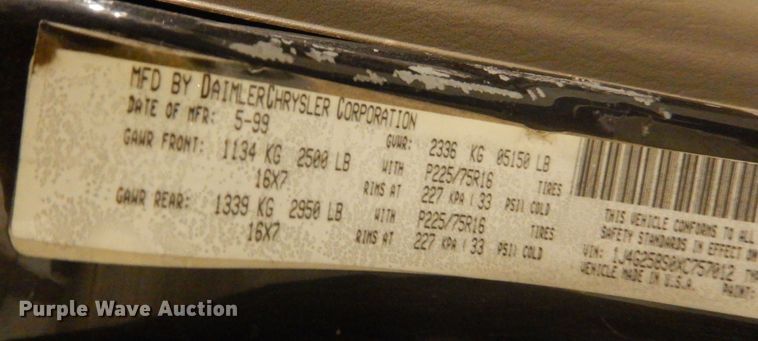 MFD BY DAIMLERCHRYSLER CORPORATION
DATE OF MFR: 5-99
GVWR: 2336 KG 05150 LB
GAWR FRONT: 1134 KG 2500 LB WITH P225/75R16 TIRES
16X7 RIMS AT 227 KPA ( 33 PSI) COLD
GAWR REAR: 1339 KG 2950 LB WITH P225/75R16 TIRES
16X7 RIMS AT 227 KPA ( 33 PSI) COLD
THIS VEHICLE CONFORMS TO ALL
SAFETY STANDARDS IN EFFECT ON
VIN: 1J4G258S0XC757012
VEHICLE MADE IN U.S.A. PAINT:
Purple Wave Auction